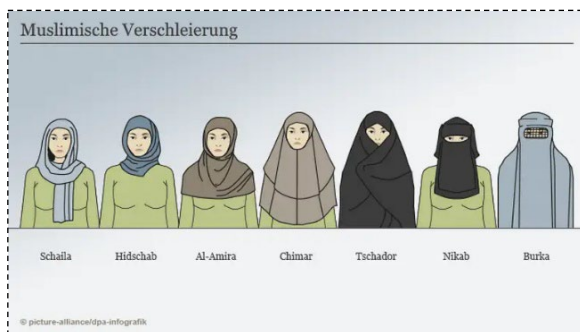 Muslimische Verschleierung
Schaila Hidschab Al-Amira Chimar Tschador Nikab Burka
© picture-alliance/dpa-infografik